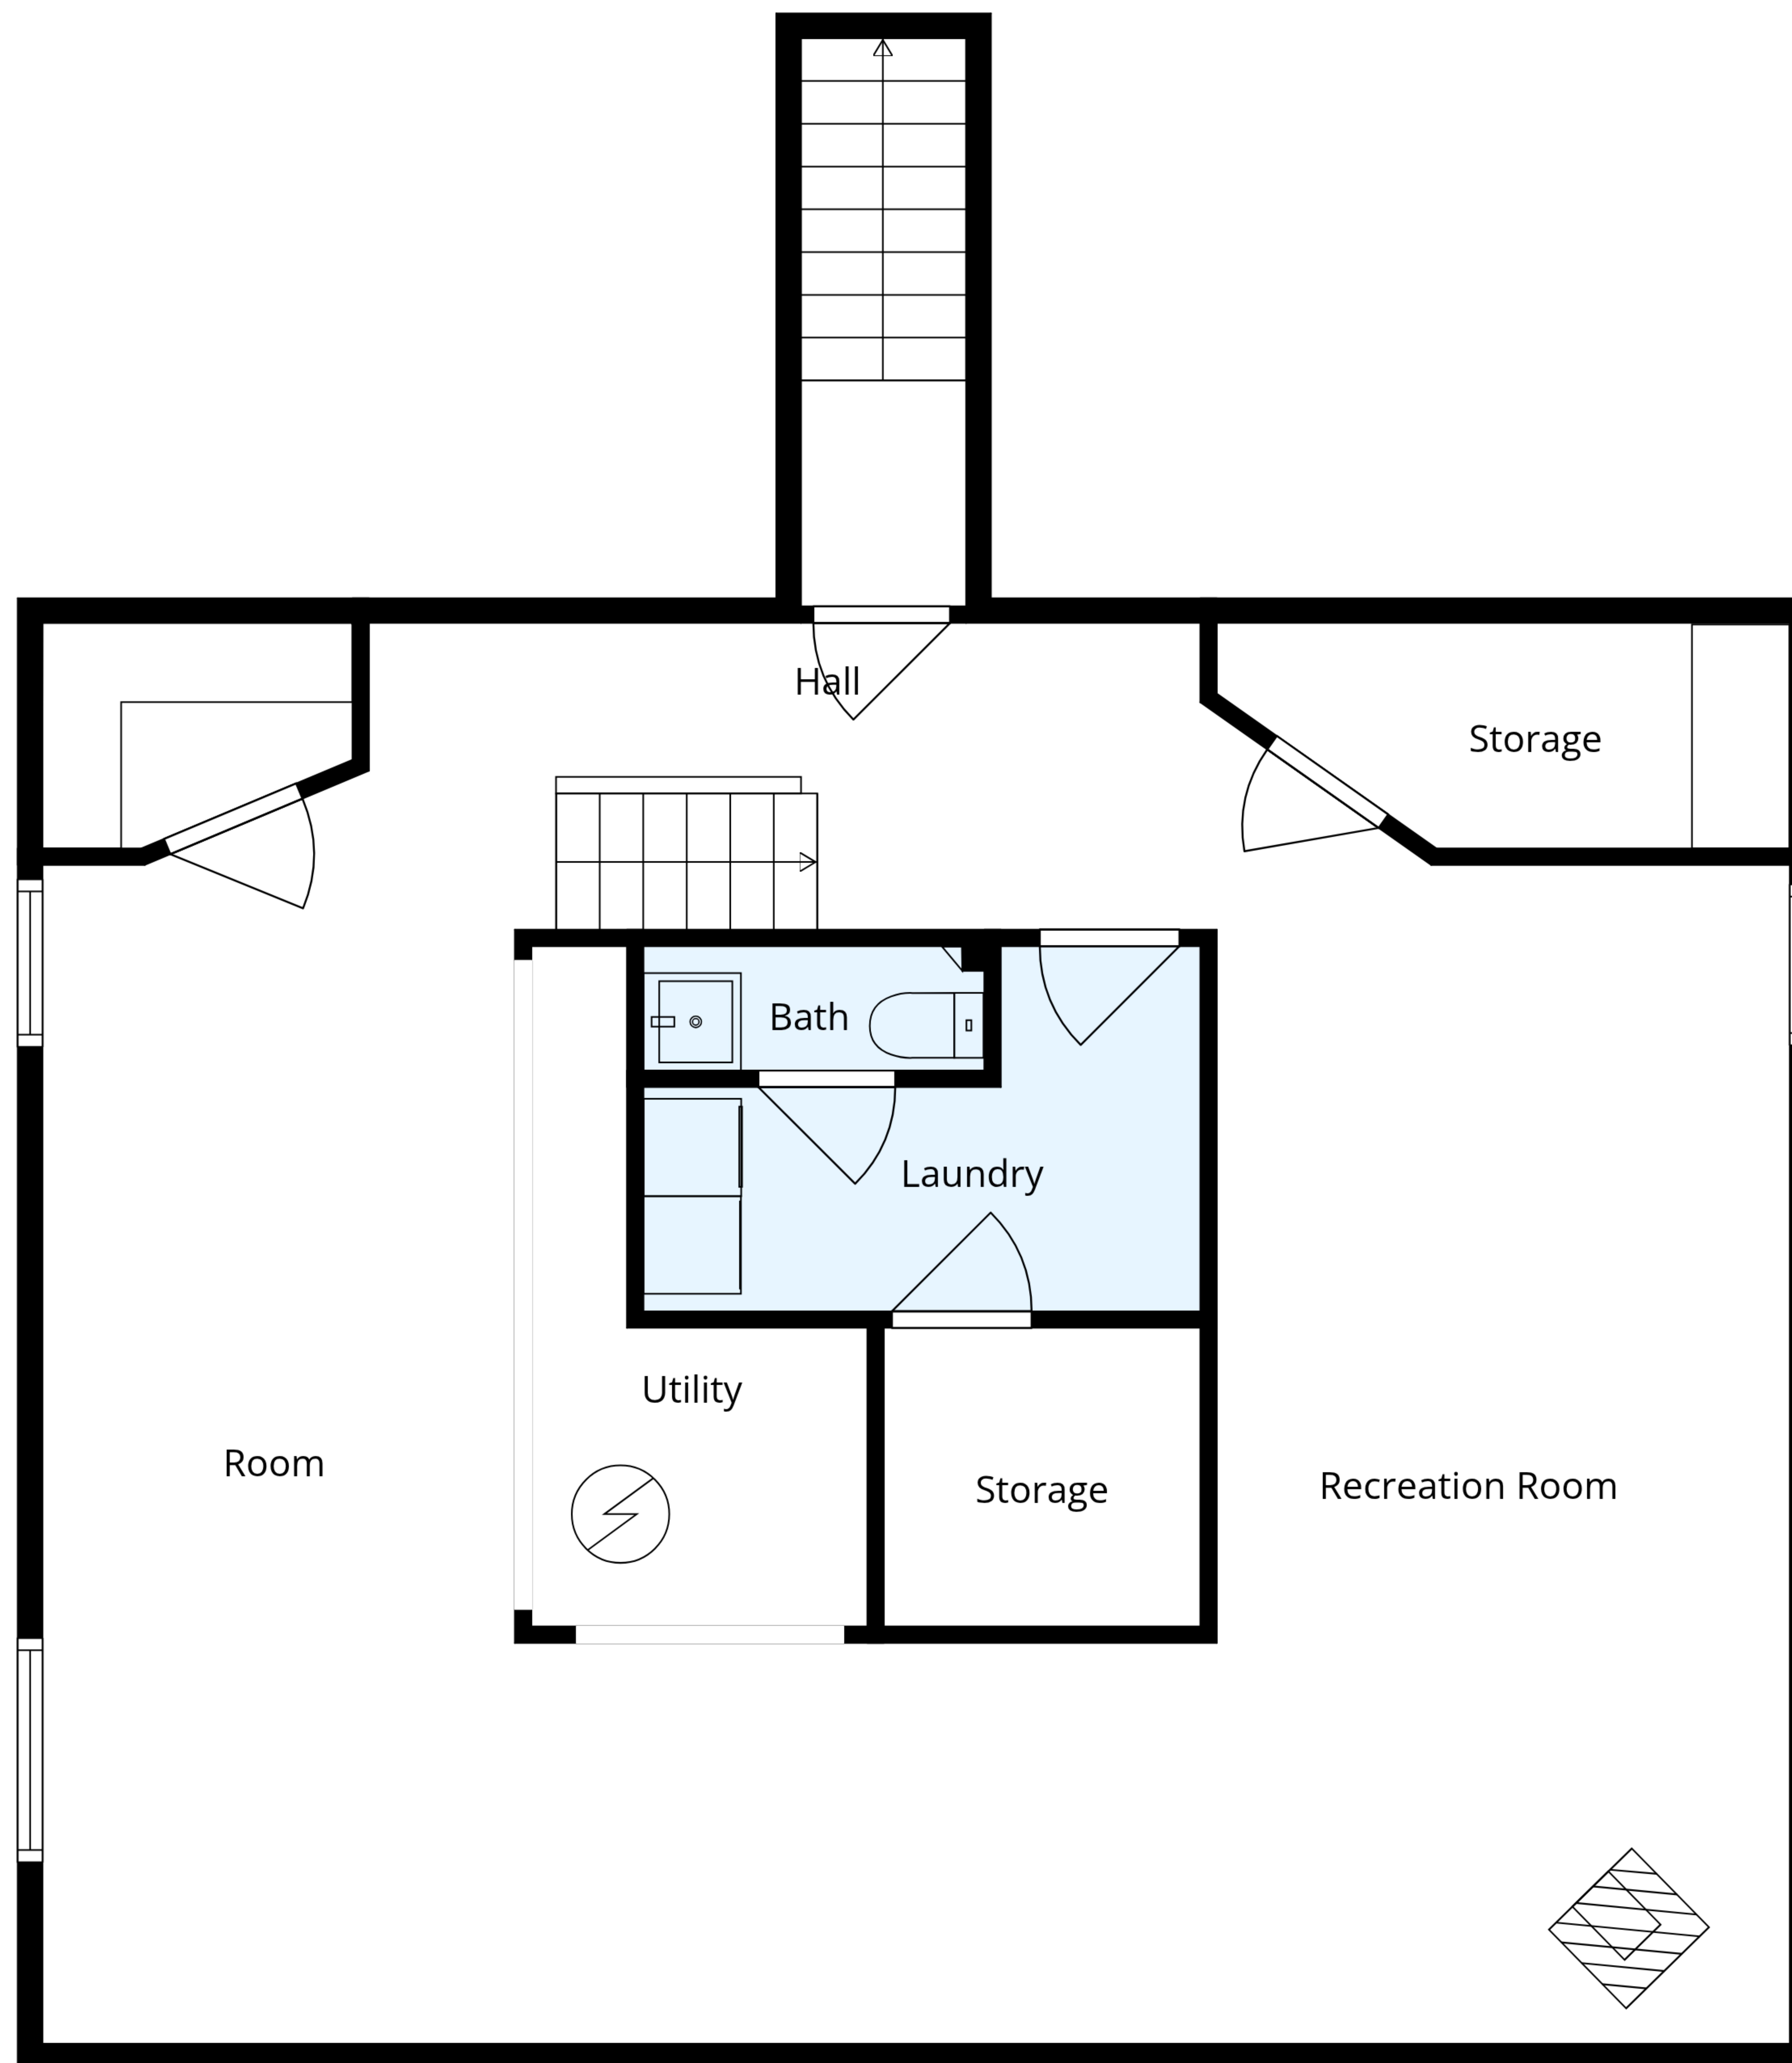 Hall
Storage
Bath
Laundry
Utility
Room
Storage
Recreation Room